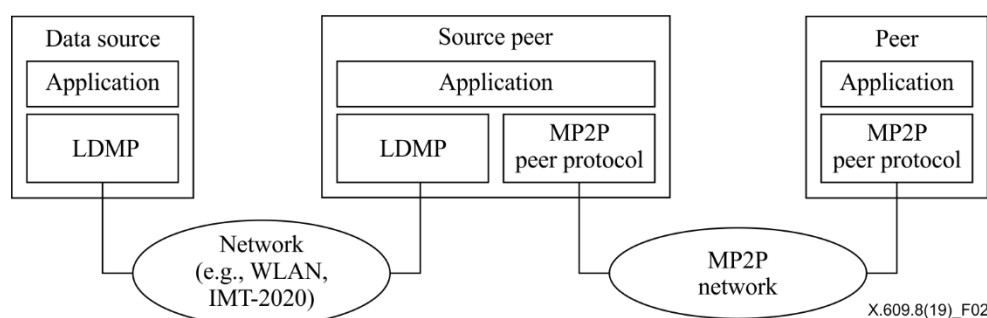 Data source
Application
LDMP
Source peer
Application
LDMP
MP2P
peer protocol
Peer
Application
MP2P
peer protocol
Network
(e.g., WLAN,
IMT-2020)
MP2P
network
X.609.8(19)_F02